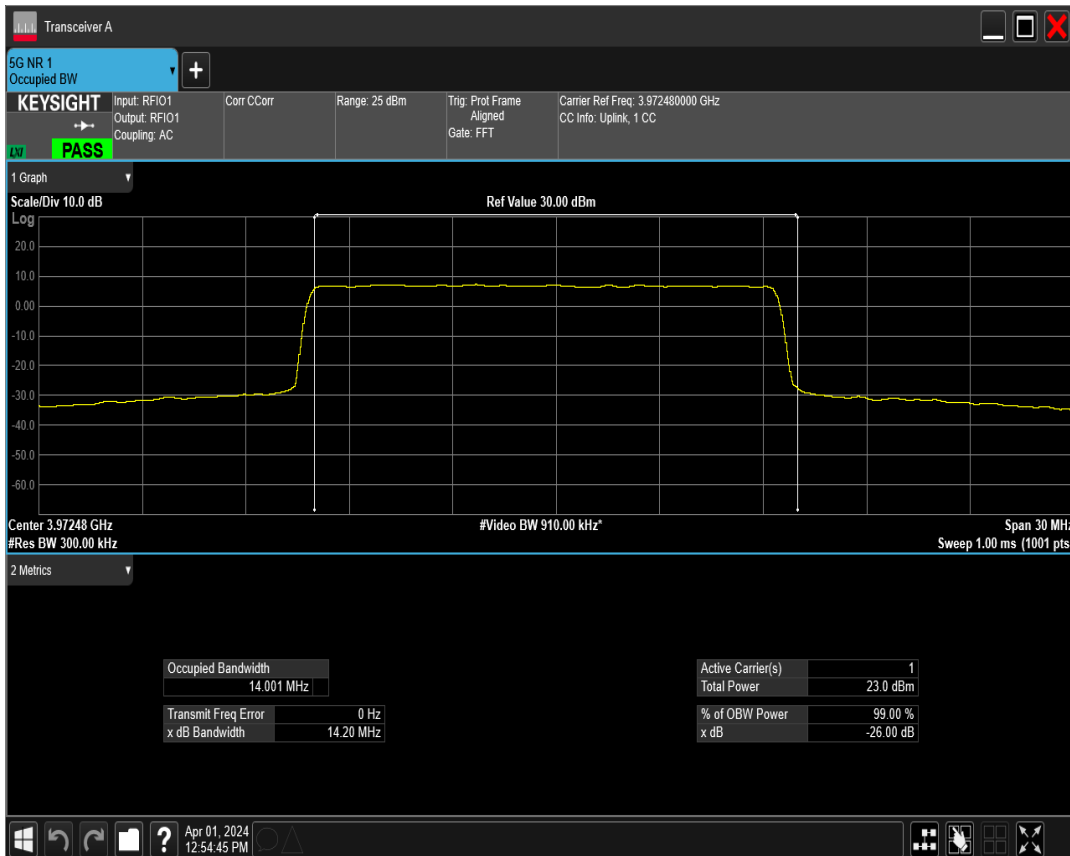 Transceiver A
5G NR 1
Occupied BW
KEYSIGHT
LXI
PASS
Input: RFIO1
Output: RFIO1
Coupling: AC
Corr CCorr
Range: 25 dBm
Trig: Prot Frame
Aligned
Gate: FFT
Carrier Ref Freq: 3.972480000 GHz
CC Info: Uplink, 1 CC
1 Graph
Scale/Div 10.0 dB
Ref Value 30.00 dBm
Log
20.0
10.0
0.00
-10.0
-20.0
-30.0
-40.0
-50.0
-60.0
Center 3.97248 GHz
#Video BW 910.00 kHz*
Span 30 MHz
#Res BW 300.00 kHz
Sweep 1.00 ms (1001 pts
2 Metrics
Occupied Bandwidth
14.001 MHz
Transmit Freq Error 0 Hz
x dB Bandwidth 14.20 MHz
Active Carrier(s) 1
Total Power 23.0 dBm
% of OBW Power 99.00 %
x dB -26.00 dB
?
Apr 01, 2024
12:54:45 PM